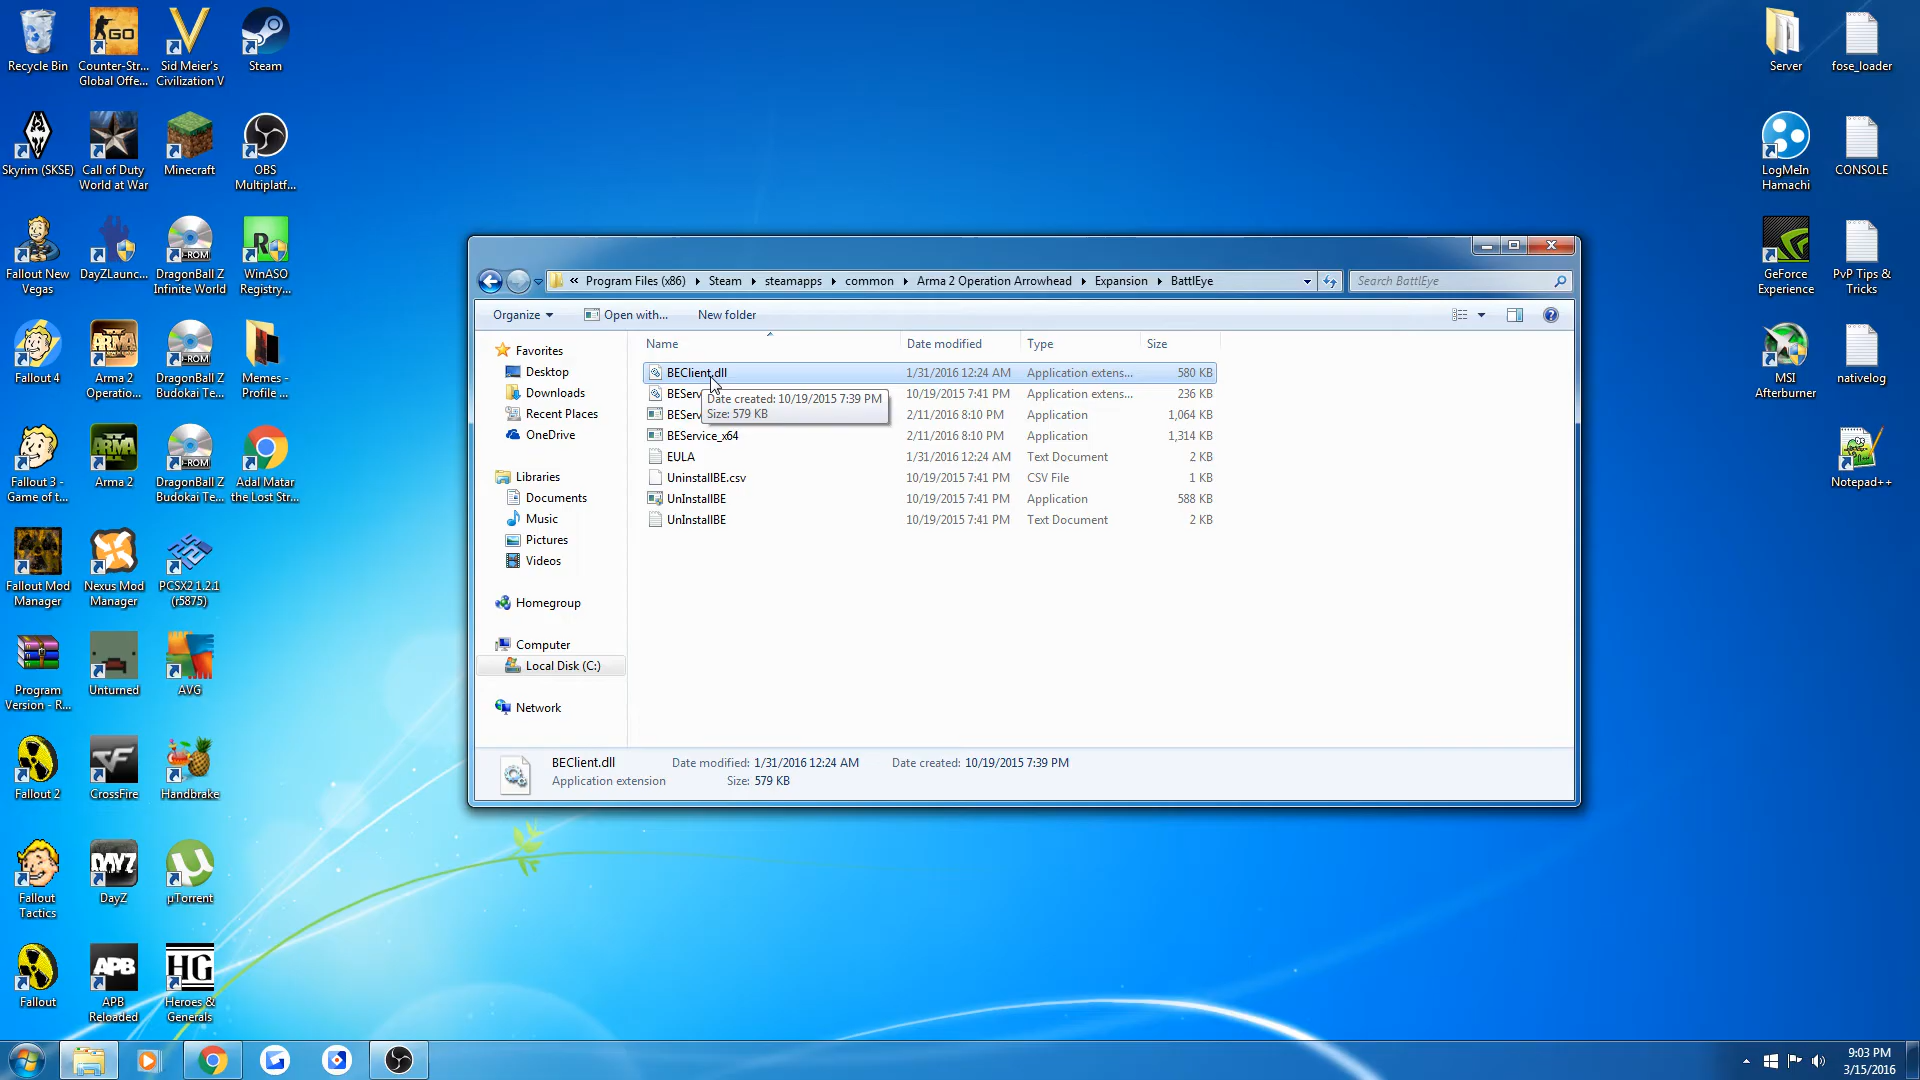 Recycle Bin
Counter-Str...
Global Offe...
Sid Meier's
Civilization V
Steam
Skyrim (SKSE)
Call of Duty
World at War
Minecraft
OBS
Multiplatf...
Fallout New
Vegas
DayZLaunc...
DragonBall Z
Infinite World
WinASO
Registry...
Fallout 4
Arma 2
Operation...
DragonBall Z
Budokai Te...
Memes -
Profile ...
Fallout 3 -
Game of t...
Arma 2
DragonBall Z
Budokai Te...
Adal Matar
the Lost Str...
Fallout Mod
Manager
Nexus Mod
Manager
PCSX2 1.2.1
(r5875)
Program
Version - R...
Unturned
AVG
Fallout 2
CrossFire
Handbrake
Fallout
Tactics
DayZ
µTorrent
Fallout
APB
Reloaded
Heroes &
Generals
« Program Files (x86) Steam steamapps common Arma 2 Operation Arrowhead Expansion BattlEye
Search BattlEye
Organize
Open with...
New folder
Favorites
Desktop
Downloads
Recent Places
OneDrive
Libraries
Documents
Music
Pictures
Videos
Homegroup
Computer
Local Disk (C:)
Network
Name Date modified Type Size
BEClient.dll 1/31/2016 12:24 AM Application extens... 580 KB
BEServ 10/19/2015 7:41 PM Application extens... 236 KB
BEServ 2/11/2016 8:10 PM Application 1,064 KB
BEService_x64 2/11/2016 8:10 PM Application 1,314 KB
EULA 1/31/2016 12:24 AM Text Document 2 KB
UninstallBE.csv 10/19/2015 7:41 PM CSV File 1 KB
UnInstallBE 10/19/2015 7:41 PM Application 588 KB
UnInstallBE 10/19/2015 7:41 PM Text Document 2 KB
Date created: 10/19/2015 7:39 PM
Size: 579 KB
BEClient.dll Date modified: 1/31/2016 12:24 AM Date created: 10/19/2015 7:39 PM
Application extension Size: 579 KB
Server
fose_loader
LogMeIn
Hamachi
CONSOLE
GeForce
Experience
PvP Tips &
Tricks
MSI
Afterburner
nativelog
Notepad++
9:03 PM
3/15/2016